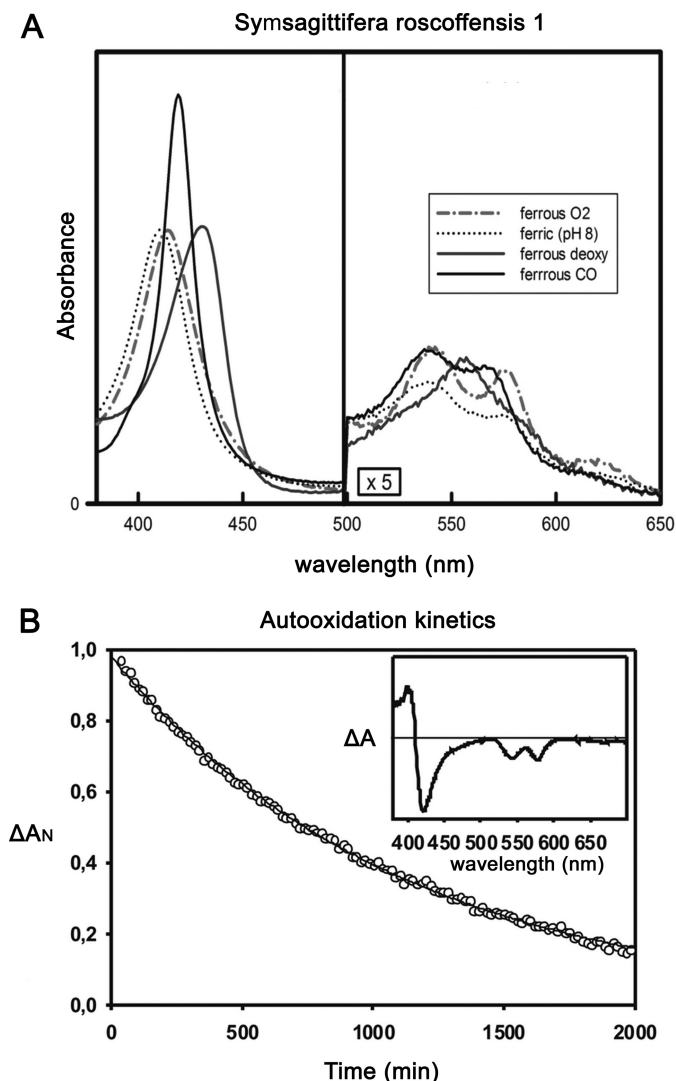 A
Symsagittifera roscoffensis 1
Absorbance
ferrous O2
ferric (pH 8)
ferrous deoxy
ferrrous CO
x 5
0
400
450
500
550
600
650
wavelength (nm)
B
Autooxidation kinetics
1,0
0,8
0,6
0,4
0,2
0,0
ΔAN
ΔA
400 450 500 550 600 650
wavelength (nm)
0
500
1000
1500
2000
Time (min)